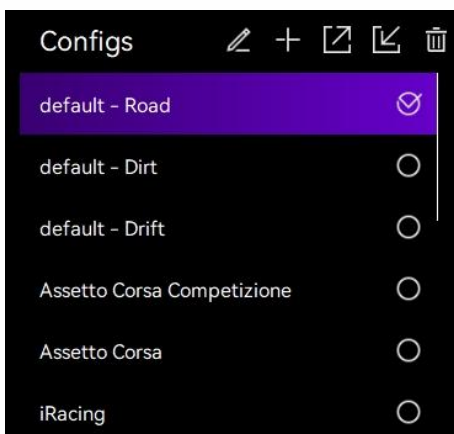 Configs
default - Road
default - Dirt
default - Drift
Assetto Corsa Competizione
Assetto Corsa
iRacing